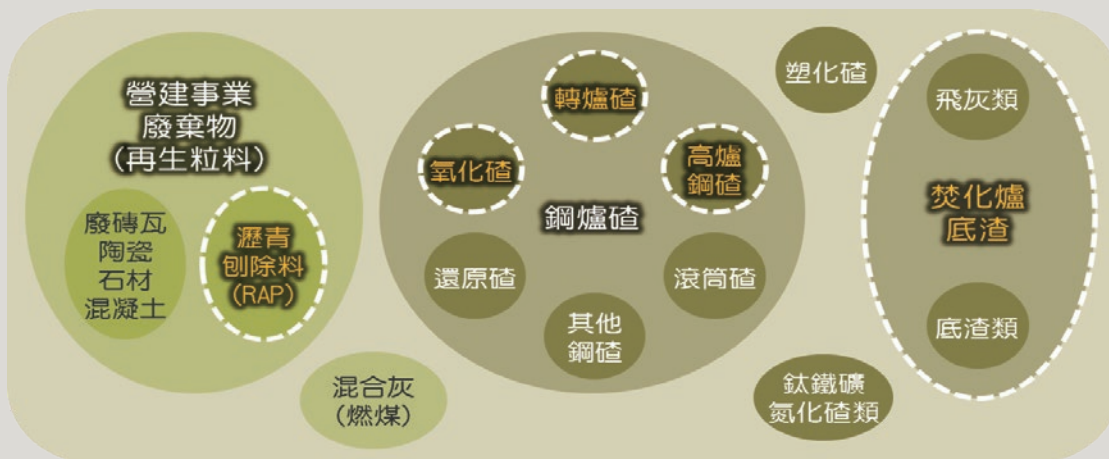 營建事業
廢棄物
(再生粒料)
廢磚瓦
陶瓷
石材
混凝土
瀝青
刨除料
(RAP)
混合灰
(燃煤)
轉爐碴
氧化碴
高爐
鋼碴
鋼爐碴
還原碴
滾筒碴
其他
鋼碴
塑化碴
飛灰類
焚化爐
底渣
底渣類
鈦鐵礦
氮化碴類